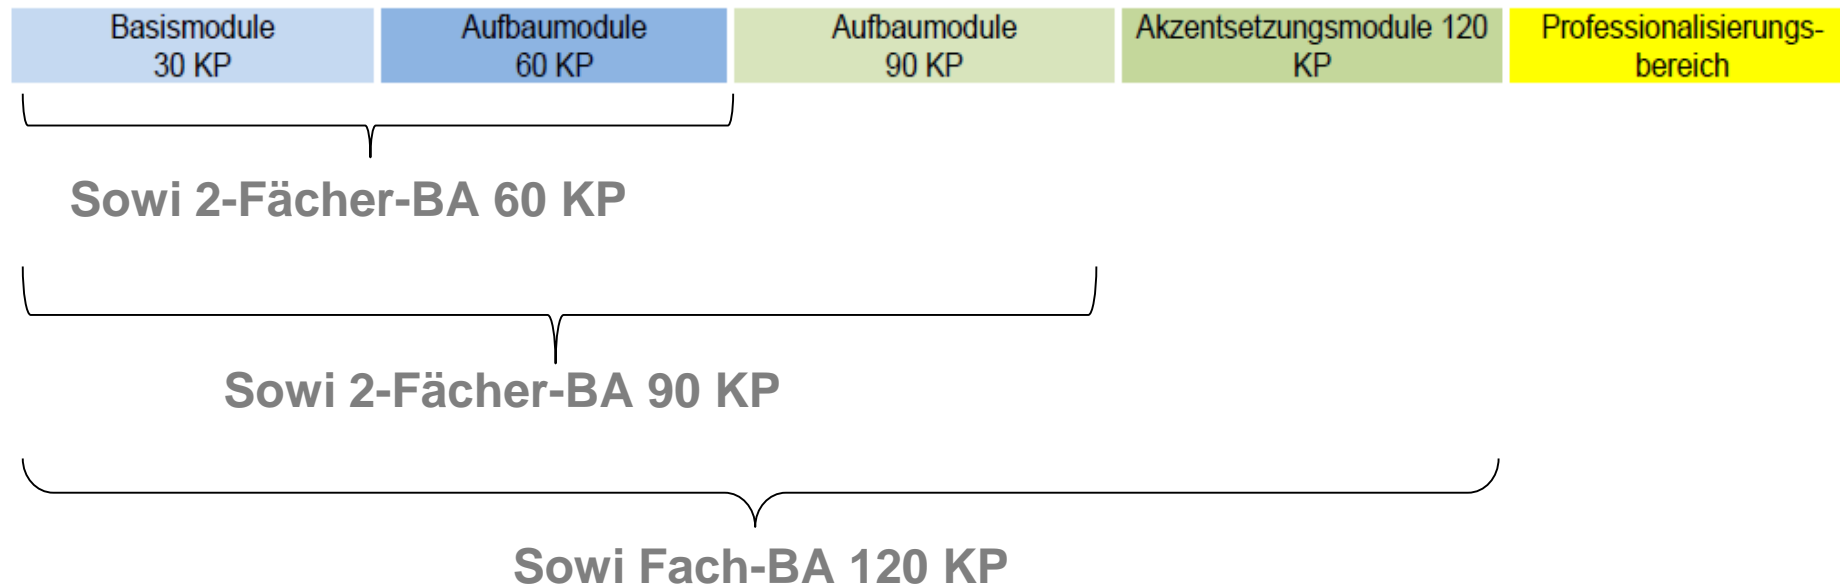 Basismodule
30 KP
Aufbaumodule
60 KP
Aufbaumodule
90 KP
Akzentsetzungsmodule 120
KP
Professionalisierungs-
bereich
Sowi 2-Fächer-BA 60 KP
Sowi 2-Fächer-BA 90 KP
Sowi Fach-BA 120 KP